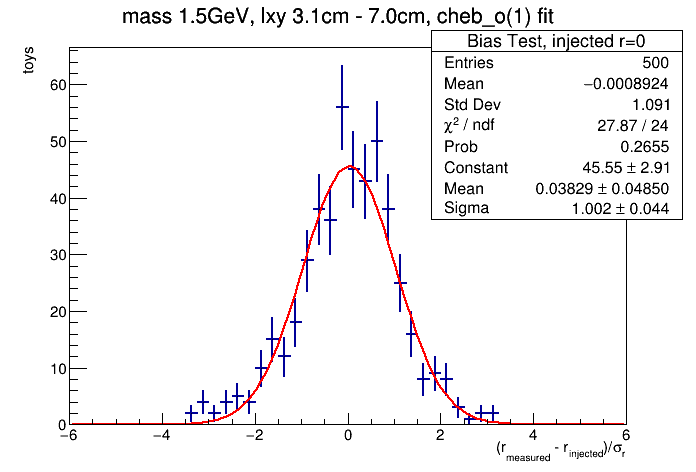 mass 1.5GeV, lxy 3.1cm - 7.0cm, cheb_o(1) fit
Bias Test, injected r=0
Entries 500
Mean −0.0008924
Std Dev 1.091
χ² / ndf 27.87 / 24
Prob 0.2655
Constant 45.55 ± 2.91
Mean 0.03829 ± 0.04850
Sigma 1.002 ± 0.044
toys
60
50
40
30
20
10
0
−6 −4 −2 0 2 4 6
(r_measured - r_injected)/σ_r